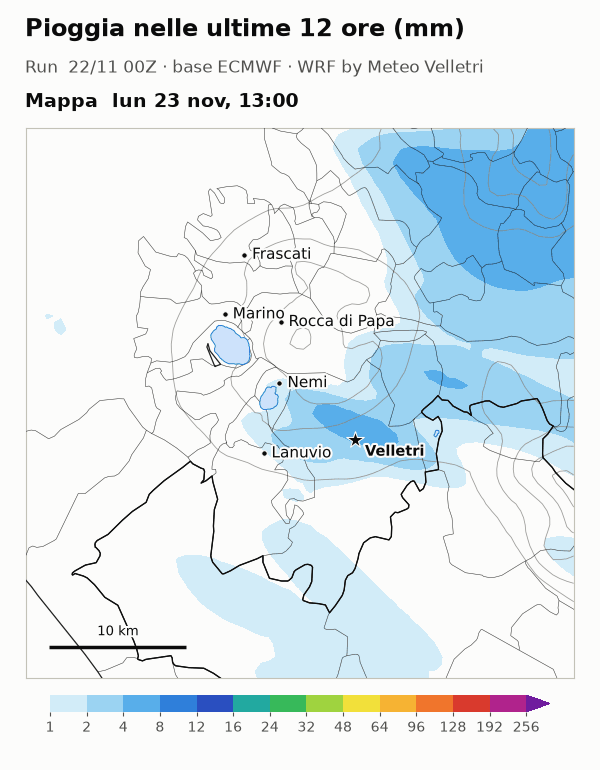 Pioggia nelle ultime 12 ore (mm)
Run  22/11 00Z · base ECMWF · WRF by Meteo Velletri
Mappa  lun 23 nov, 13:00
Frascati
Marino
Rocca di Papa
Nemi
Velletri
Lanuvio
10 km
1 2 4 8 12 16 24 32 48 64 96 128 192 256